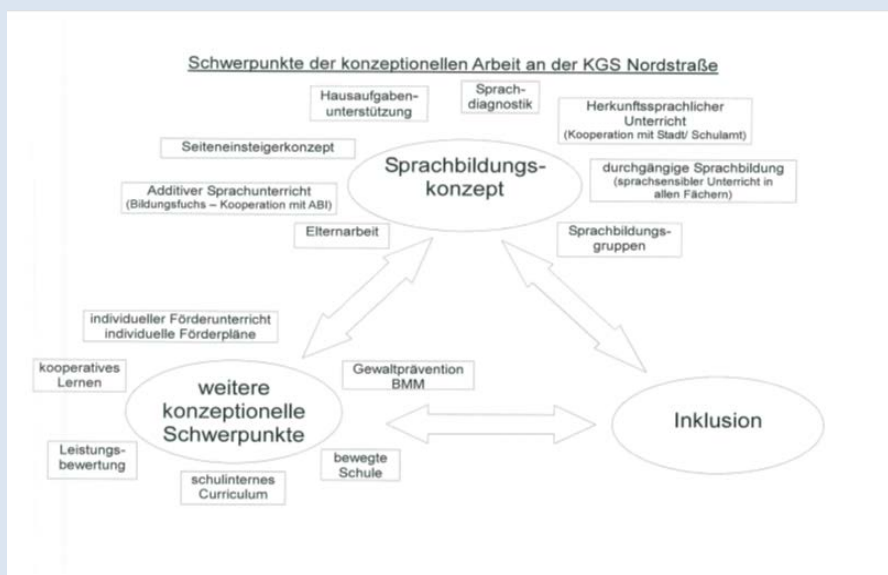 Schwerpunkte der konzeptionellen Arbeit an der KGS Nordstraße
Hausaufgaben-
unterstützung
Sprach-
diagnostik
Herkunftssprachlicher
Unterricht
(Kooperation mit Stadt/ Schulamt)
Seiteneinsteigerkonzept
Sprachbildungs-
konzept
durchgängige Sprachbildung
(sprachsensibler Unterricht in
allen Fächern)
Additiver Sprachunterricht
(Bildungsfuchs – Kooperation mit ABI)
Elternarbeit
Sprachbildungs-
gruppen
individueller Förderunterricht
individuelle Förderpläne
kooperatives
Lernen
Gewaltprävention
BMM
weitere
konzeptionelle
Schwerpunkte
Inklusion
Leistungs-
bewertung
schulinternes
Curriculum
bewegte
Schule